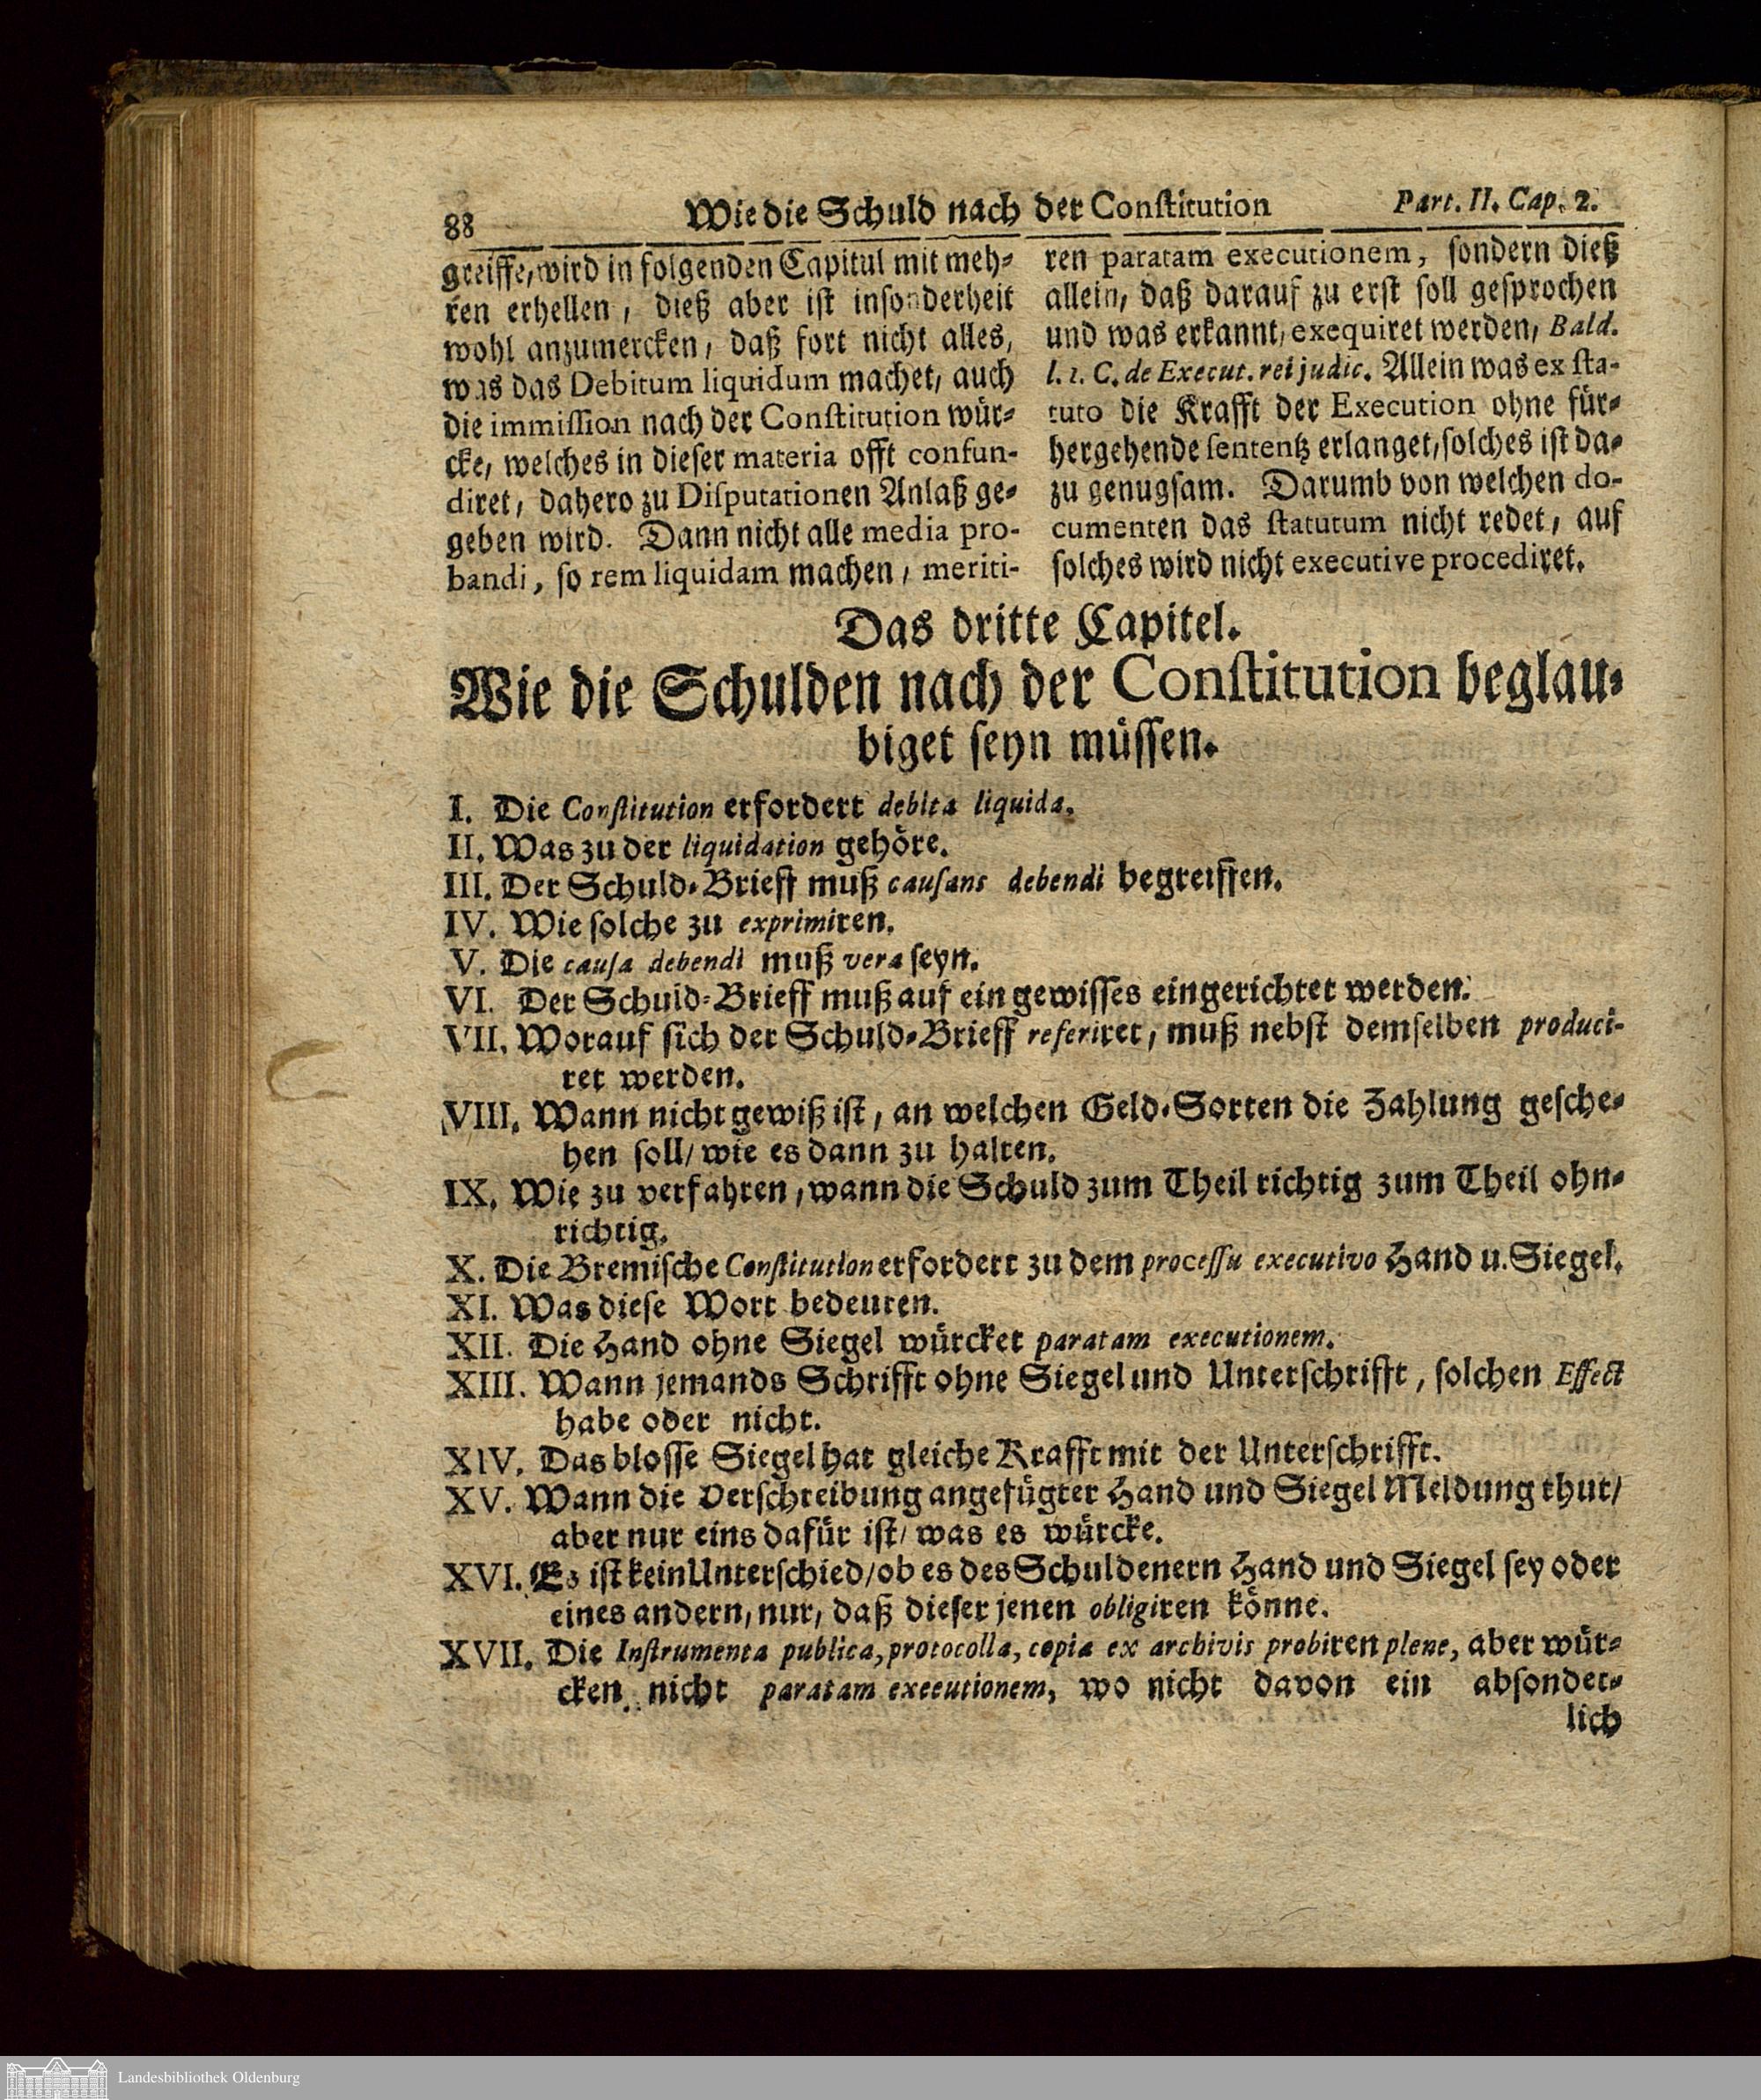 88
Wie die Schuld nach der Constitution
Part. II. Cap. 2.
greiffe, wird in folgenden Capitul mit meh-
ren erhellen, dieß aber ist insonderheit
wohl anzumercken, daß fort nicht alles,
was das Debitum liquidum machet, auch
die immission nach der Constitution wür-
cke, welches in dieser materia offt confun-
diret, dahero zu Disputationen Anlaß ge-
geben wird. Dann nicht alle media pro-
bandi, so rem liquidam machen, meriti-
ren paratam executionem, sondern dieß
allein, daß darauf zu erst soll gesprochen
und was erkannt, exequiret werden, Bald.
l. 1. C. de Execut. rei judic. Allein was ex sta-
tuto die Krafft der Execution ohne für-
hergehende sententz erlanget, solches ist da-
zu genugsam. Darumb von welchen do-
cumenten das statutum nicht redet, auf
solches wird nicht executive procediret.
Das dritte Capitel.
Wie die Schulden nach der Constitution beglau-
biget seyn müssen.
I. Die Constitution erfordert debita liquida.
II. Was zu der liquidation gehöre.
III. Der Schuld-Brieff muß causans debendi begreiffen.
IV. Wie solche zu exprimiren.
V. Die causa debendi muß vera seyn.
VI. Der Schuld-Brieff muß auf ein gewisses eingerichtet werden.
VII. Worauf sich der Schuld-Brieff referiret, muß nebst demselben produci-
ret werden.
VIII. Wann nicht gewiß ist, an welchen Geld-Sorten die Zahlung gesche-
hen soll/ wie es dann zu halten.
IX. Wie zu verfahren, wann die Schuld zum Theil richtig zum Theil ohn-
richtig.
X. Die Bremische Constitution erfordert zu dem processu executivo Hand u. Siegel.
XI. Was diese Wort bedeuten.
XII. Die Hand ohne Siegel würcket paratam executionem.
XIII. Wann jemands Schrifft ohne Siegel und Unterschrifft, solchen Effect
habe oder nicht.
XIV. Das blosse Siegel hat gleiche Krafft mit der Unterschrifft.
XV. Wann die Verschreibung angefügter Hand und Siegel Meldung thut/
aber nur eins dafür ist/ was es würcke.
XVI. Es ist kein Unterschied/ ob es des Schuldenern Hand und Siegel sey oder
eines andern, nur, daß dieser jenen obligiren könne.
XVII. Die Instrumenta publica, protocolla, copia ex archivis probiren plene, aber wür-
cken nicht paratam exeeutionem, wo nicht davon ein absonder-
lich
Landesbibliothek Oldenburg